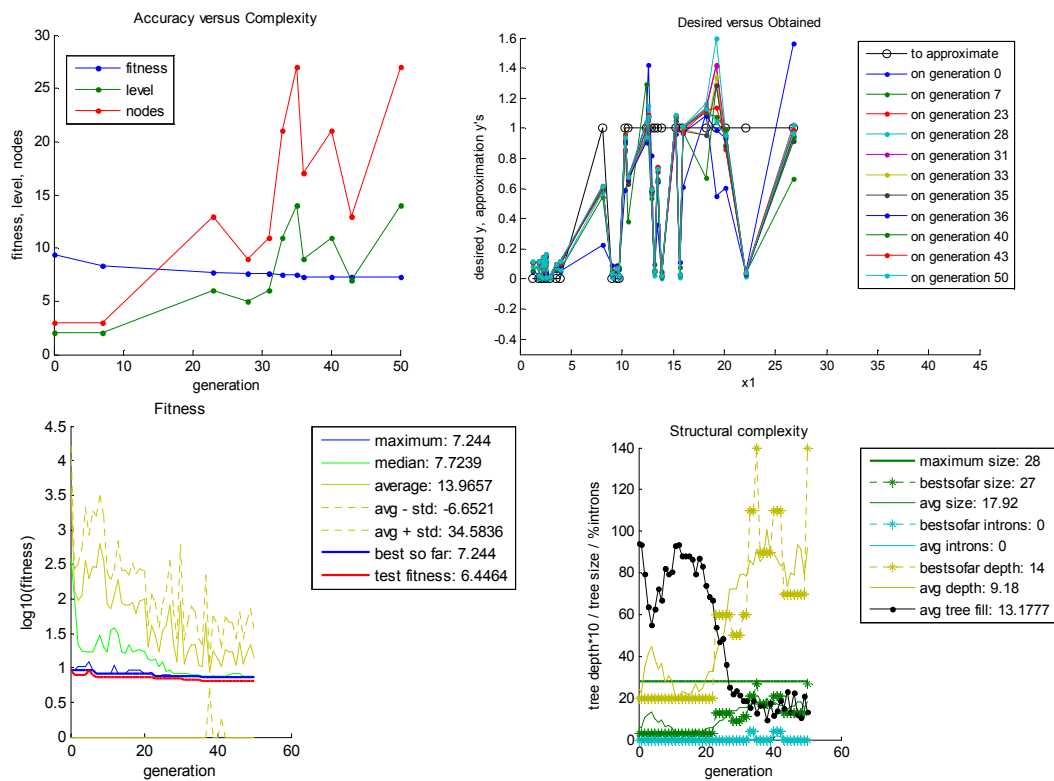 Accuracy versus Complexity
fitness, level, nodes
30
25
20
15
10
5
0
0
10
20
30
40
50
generation
fitness
level
nodes
Desired versus Obtained
desired y, approximation y's
1.6
1.4
1.2
1
0.8
0.6
0.4
0.2
0
-0.2
-0.4
0
5
10
15
20
25
30
35
40
45
x1
to approximate
on generation 0
on generation 7
on generation 23
on generation 28
on generation 31
on generation 33
on generation 35
on generation 36
on generation 40
on generation 43
on generation 50
Fitness
log10(fitness)
4.5
4
3.5
3
2.5
2
1.5
1
0.5
0
0
20
40
60
generation
maximum: 7.244
median: 7.7239
average: 13.9657
avg - std: -6.6521
avg + std: 34.5836
best so far: 7.244
test fitness: 6.4464
Structural complexity
tree depth*10 / tree size / %introns
140
120
100
80
60
40
20
0
0
20
40
60
generation
maximum size: 28
bestsofar size: 27
avg size: 17.92
bestsofar introns: 0
avg introns: 0
bestsofar depth: 14
avg depth: 9.18
avg tree fill: 13.1777